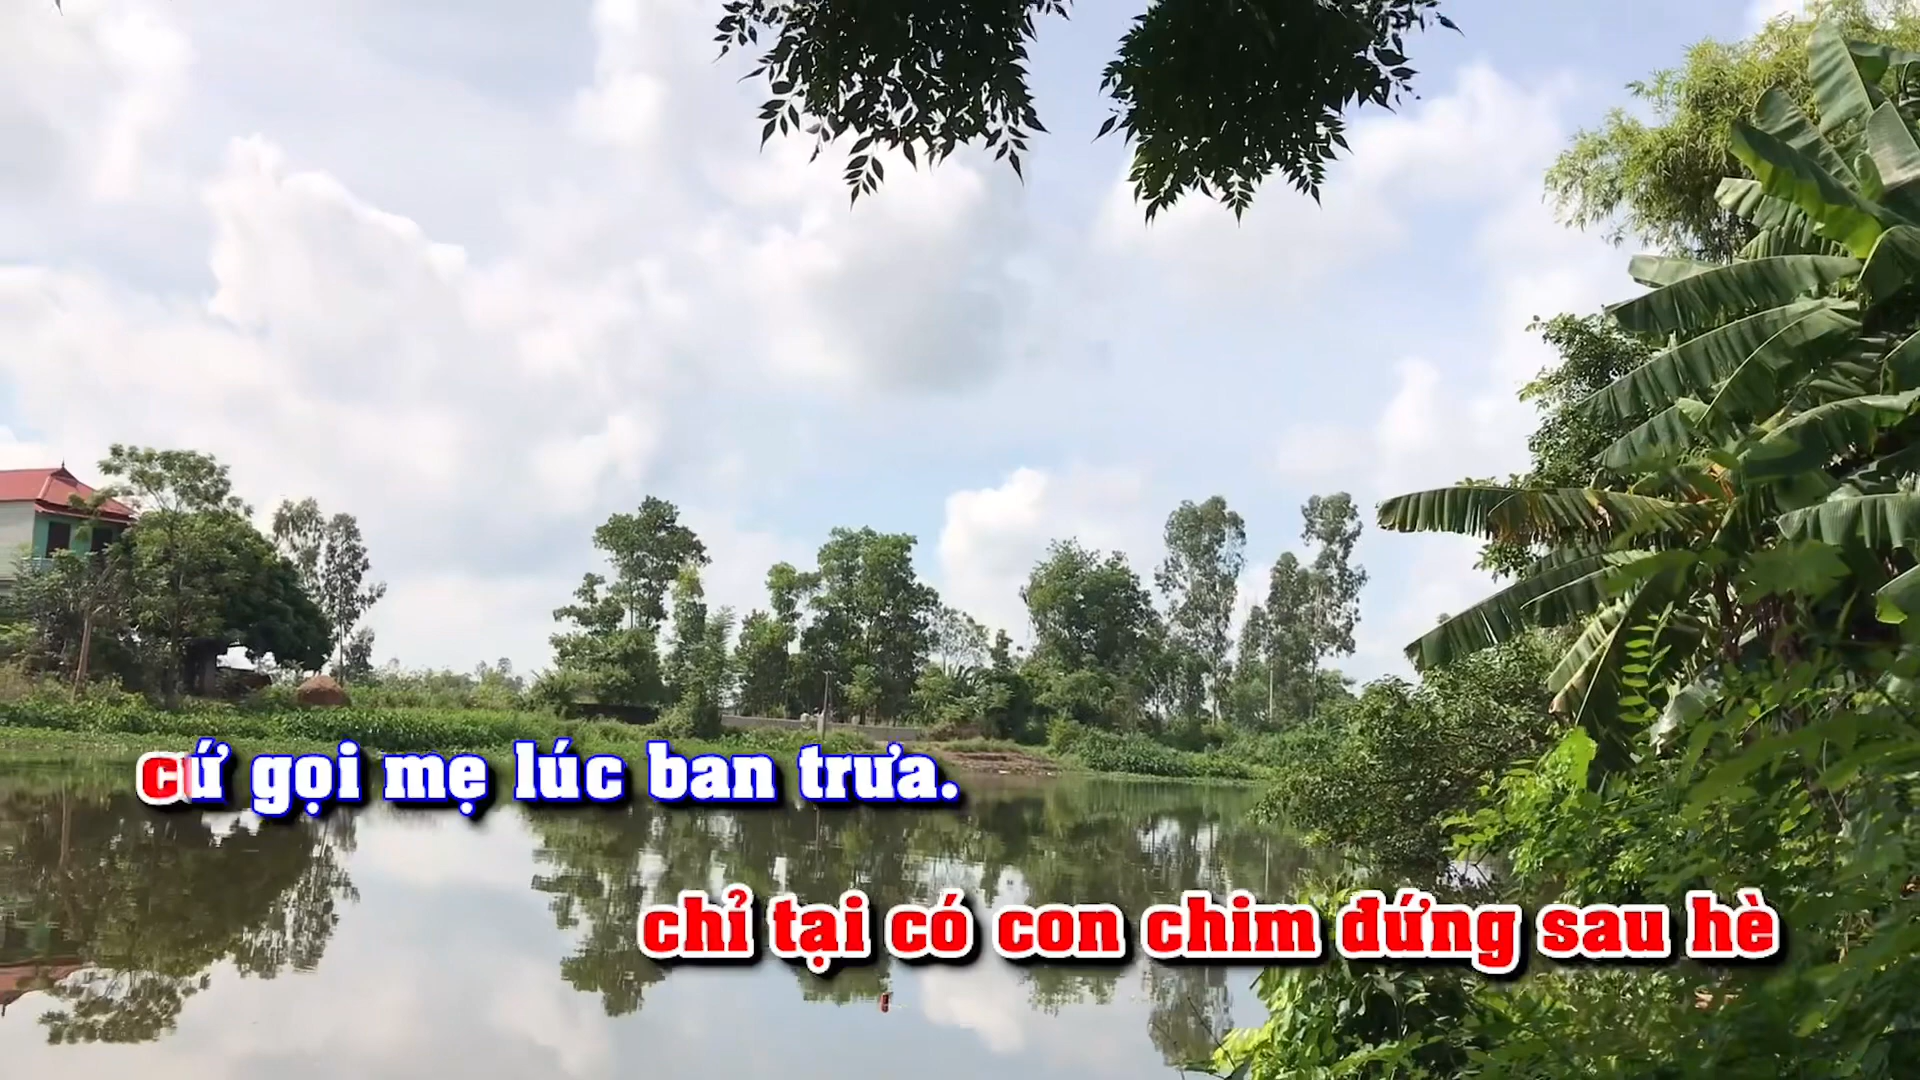 cứ gọi mẹ lúc ban trưa.
chỉ tại có con chim đứng sau hè